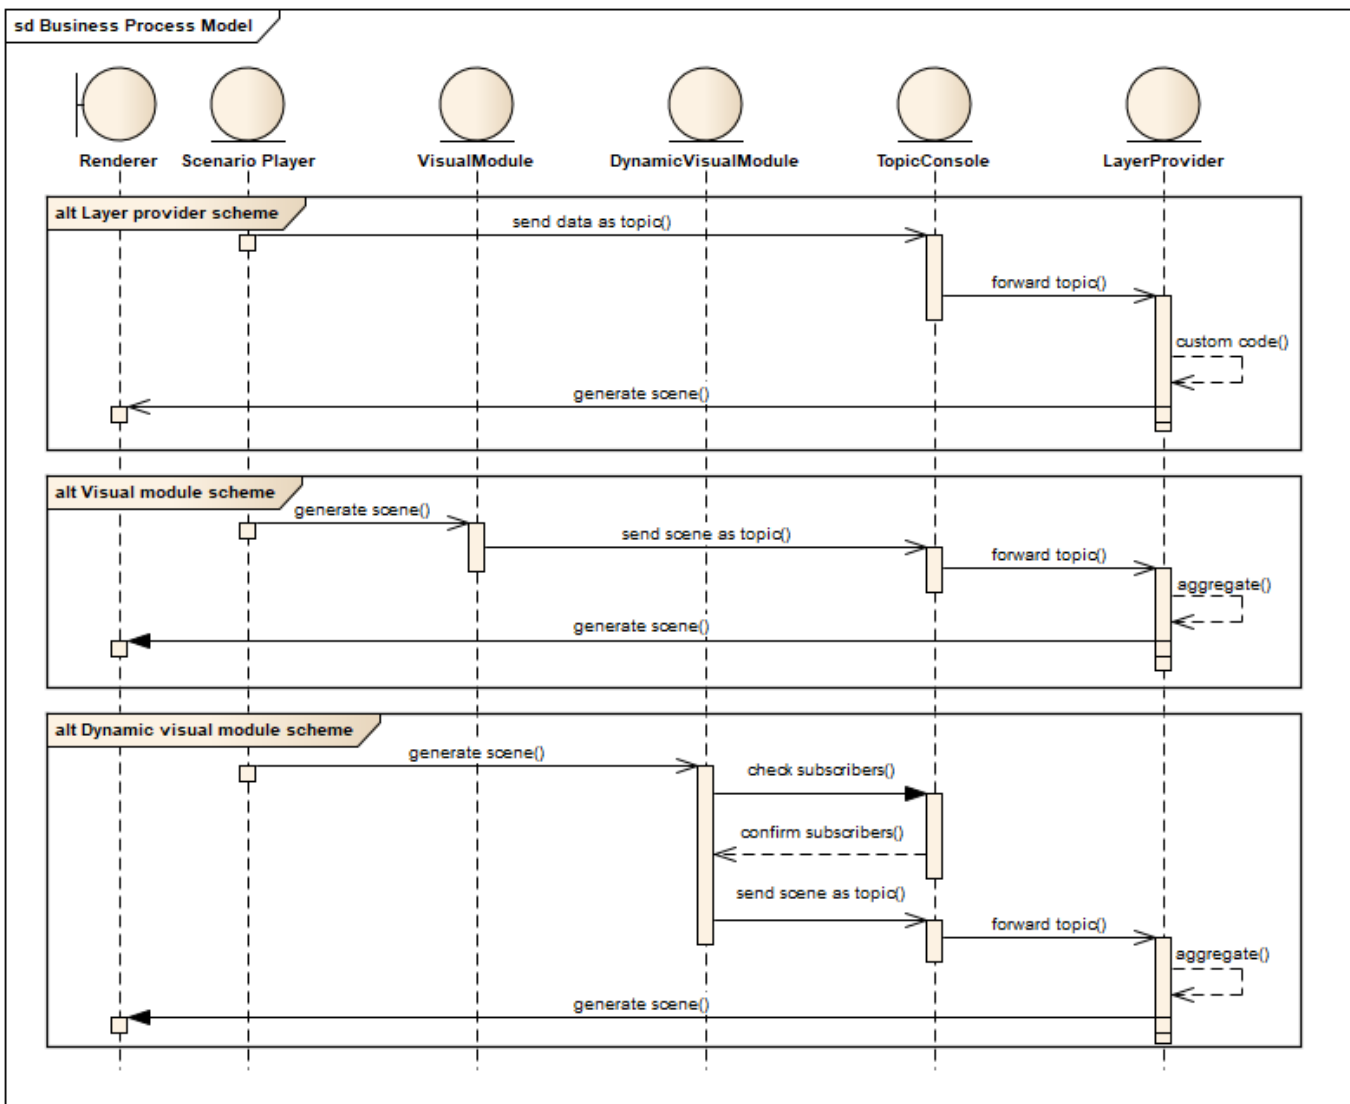 sd Business Process Model
Renderer
Scenario Player
VisualModule
DynamicVisualModule
TopicConsole
LayerProvider
alt Layer provider scheme
send data as topic()
forward topic()
custom code()
generate scene()
alt Visual module scheme
generate scene()
send scene as topic()
forward topic()
aggregate()
generate scene()
alt Dynamic visual module scheme
generate scene()
check subscribers()
confirm subscribers()
send scene as topic()
forward topic()
aggregate()
generate scene()